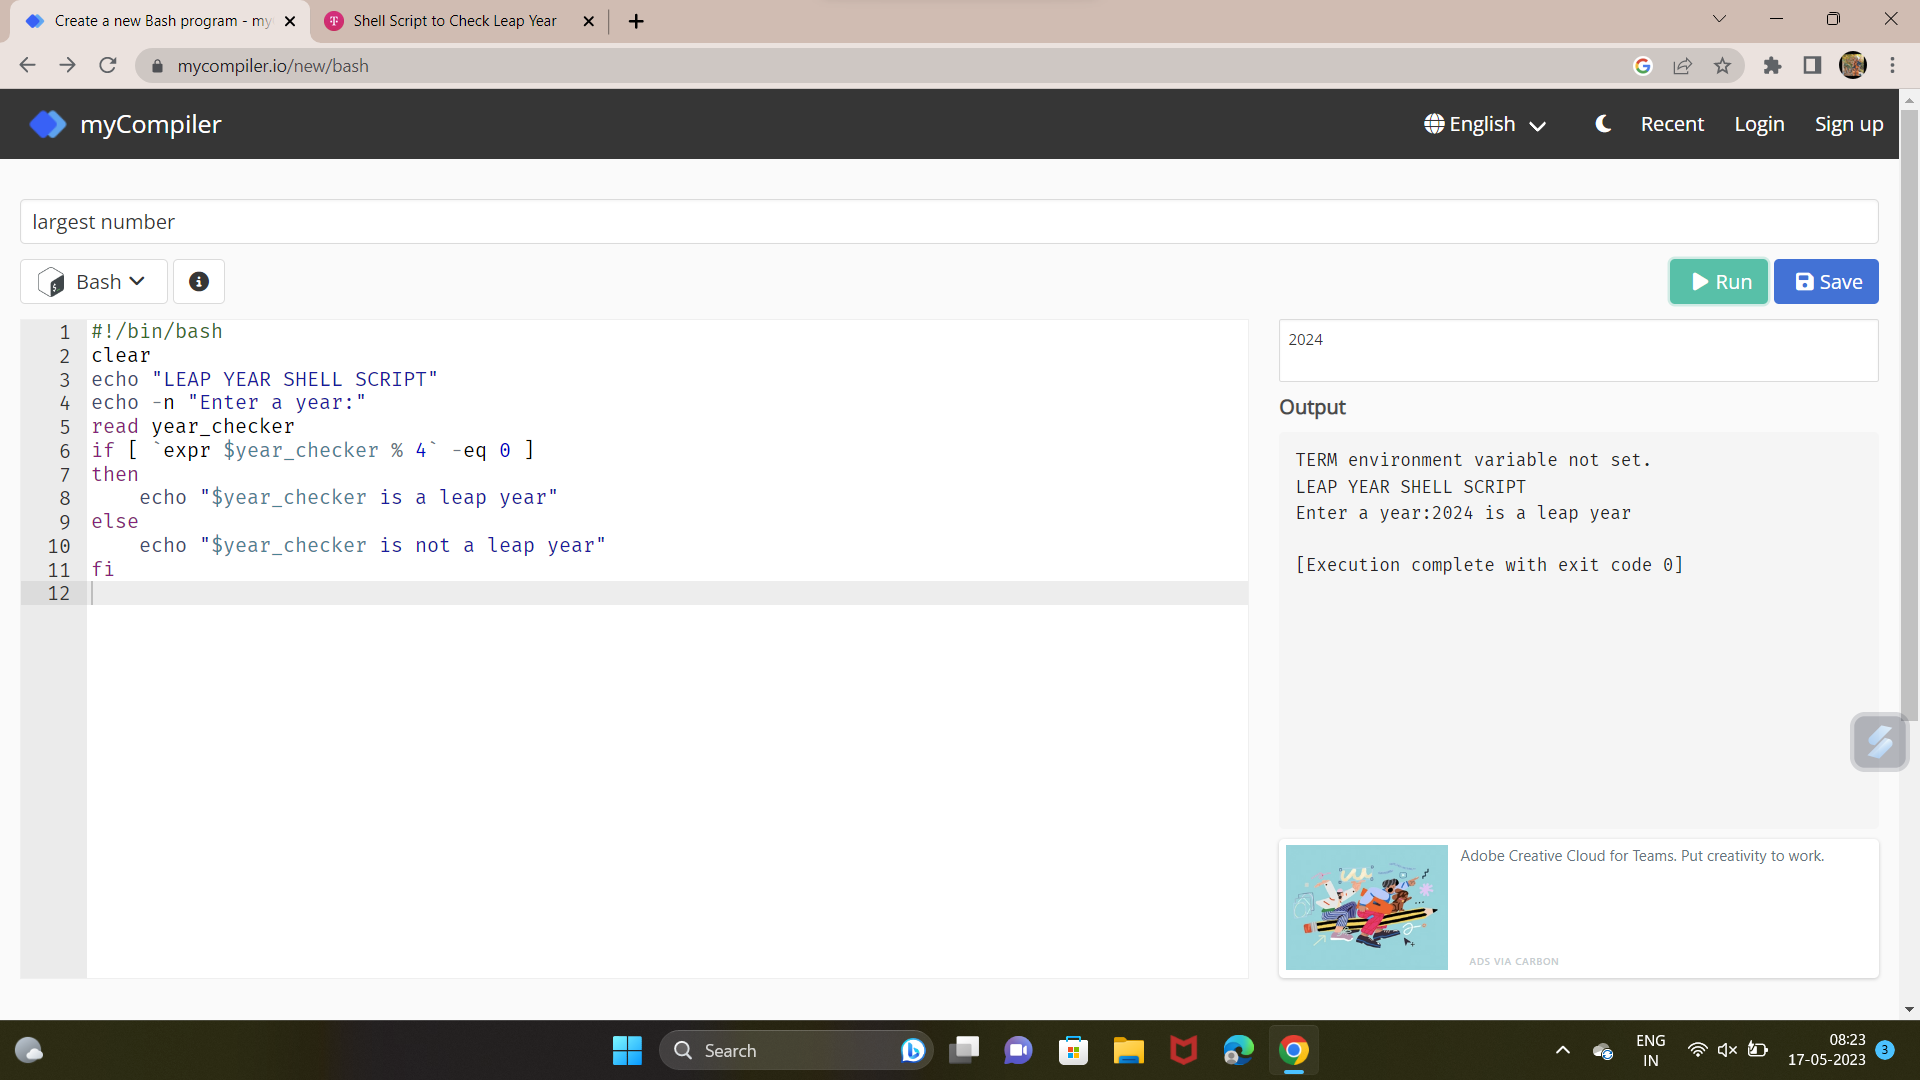 Create a new Bash program - my
Shell Script to Check Leap Year
mycompiler.io/new/bash
myCompiler
English
Recent
Login
Sign up
largest number
Bash
Run
Save
1 #!/bin/bash
2 clear
3 echo "LEAP YEAR SHELL SCRIPT"
4 echo -n "Enter a year:"
5 read year_checker
6 if [ `expr $year_checker % 4` -eq 0 ]
7 then
8     echo "$year_checker is a leap year"
9 else
10     echo "$year_checker is not a leap year"
11 fi
12
2024
Output
TERM environment variable not set.
LEAP YEAR SHELL SCRIPT
Enter a year:2024 is a leap year
[Execution complete with exit code 0]
Adobe Creative Cloud for Teams. Put creativity to work.
ADS VIA CARBON
Search
ENG
IN
08:23
17-05-2023
3